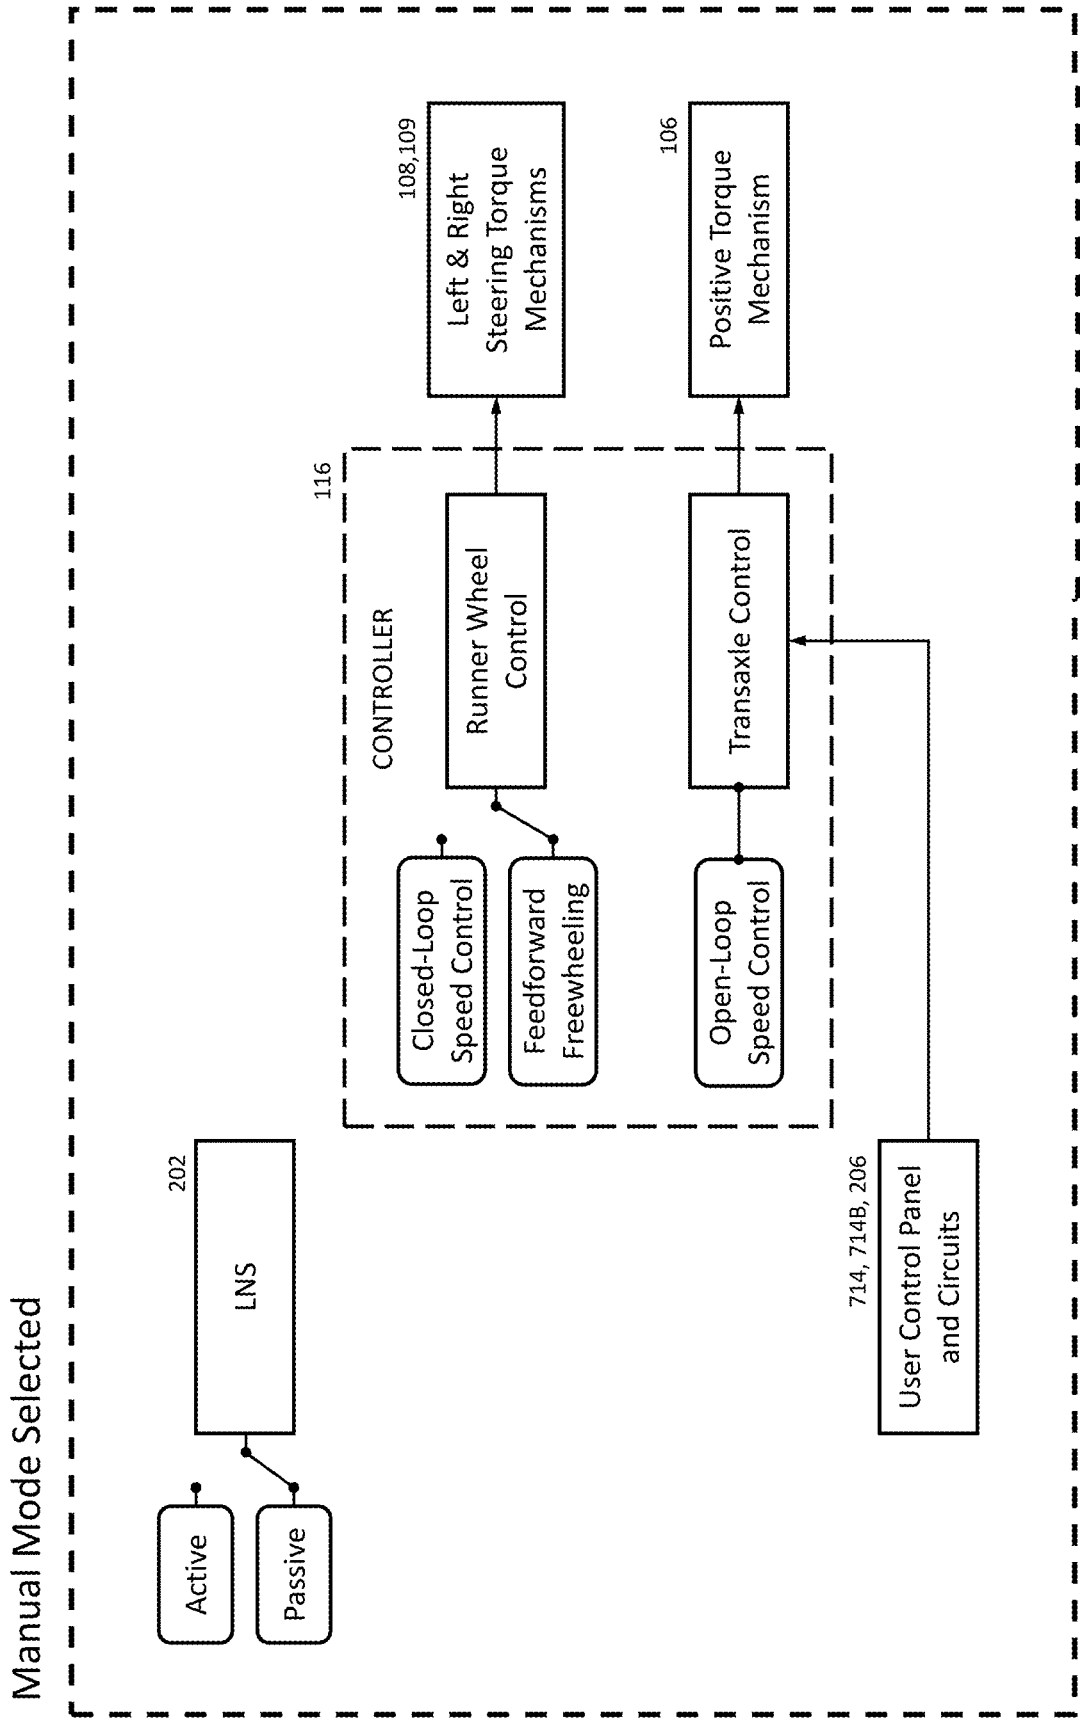 Manual Mode Selected
Active
Passive
202
LNS
116
CONTROLLER
Closed-Loop
Speed Control
Feedforward
Freewheeling
Runner Wheel
Control
108,109
Left & Right
Steering Torque
Mechanisms
Open-Loop
Speed Control
Transaxle Control
106
Positive Torque
Mechanism
714, 714B, 206
User Control Panel
and Circuits